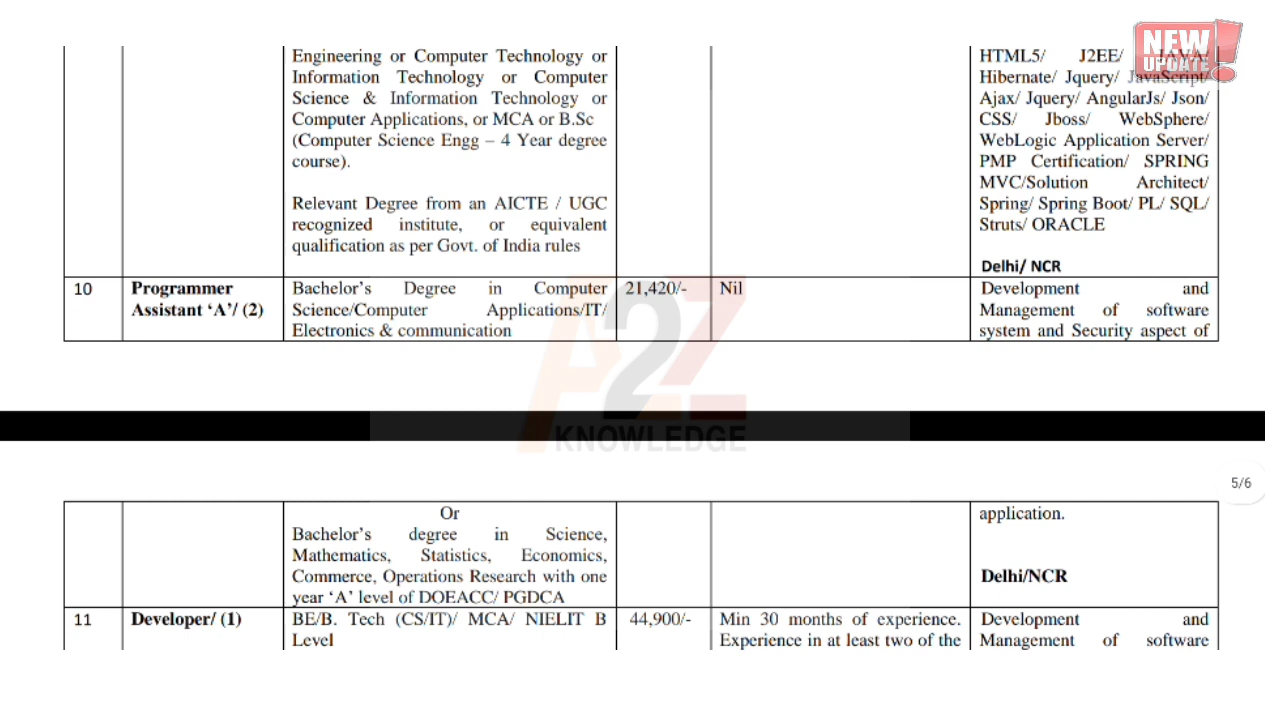 NEW
UPDATE
Engineering or Computer Technology or
Information Technology or Computer
Science & Information Technology or
Computer Applications, or MCA or B.Sc
(Computer Science Engg – 4 Year degree
course).
Relevant Degree from an AICTE / UGC
recognized institute, or equivalent
qualification as per Govt. of India rules
HTML5/ J2EE/ JAVA/
Hibernate/ Jquery/ JavaScript/
Ajax/ Jquery/ AngularJs/ Json/
CSS/ Jboss/ WebSphere/
WebLogic Application Server/
PMP Certification/ SPRING
MVC/Solution Architect/
Spring/ Spring Boot/ PL/ SQL/
Struts/ ORACLE
Delhi/ NCR
10
Programmer
Assistant ‘A’/ (2)
Bachelor’s Degree in Computer
Science/Computer Applications/IT/
Electronics & communication
21,420/-
Nil
Development and
Management of software
system and Security aspect of
A2Z
KNOWLEDGE
5/6
Or
Bachelor’s degree in Science,
Mathematics, Statistics, Economics,
Commerce, Operations Research with one
year ‘A’ level of DOEACC/ PGDCA
application.
Delhi/NCR
11
Developer/ (1)
BE/B. Tech (CS/IT)/ MCA/ NIELIT B
Level
44,900/-
Min 30 months of experience.
Experience in at least two of the
Development and
Management of software